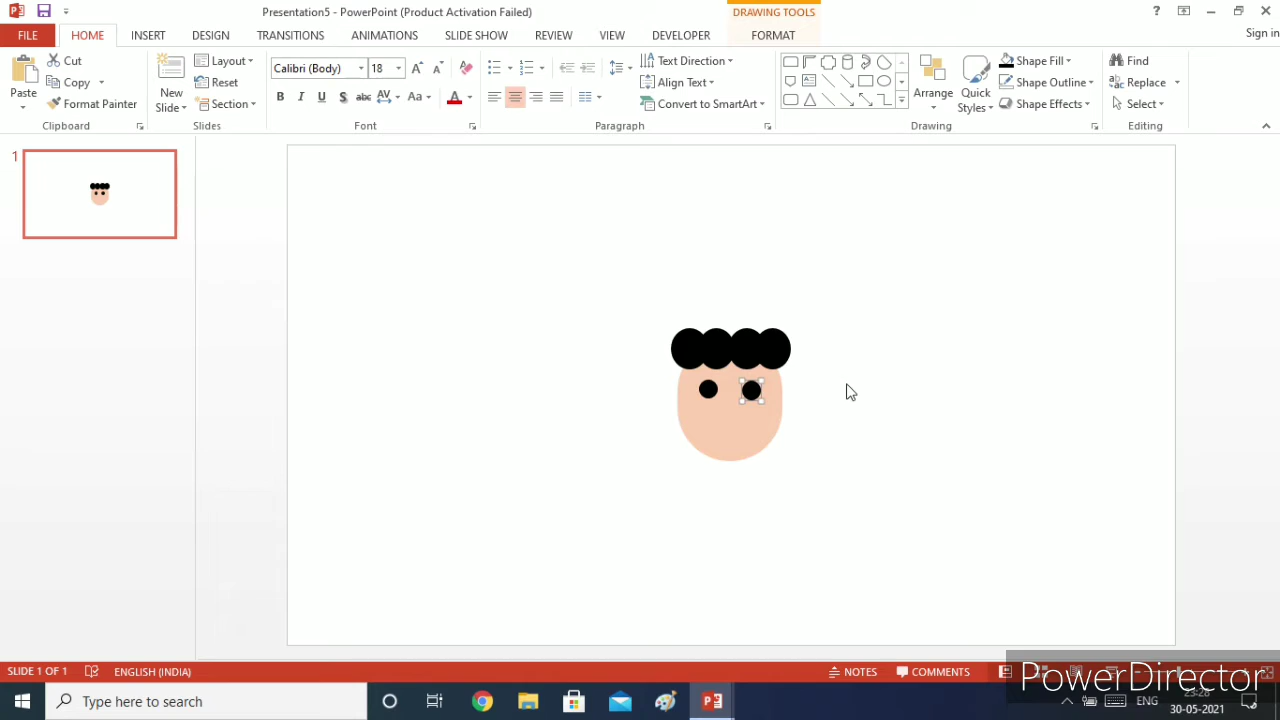 Presentation5 - PowerPoint (Product Activation Failed)
DRAWING TOOLS
FILE HOME INSERT DESIGN TRANSITIONS ANIMATIONS SLIDE SHOW REVIEW VIEW DEVELOPER FORMAT Sign in
Paste
Cut
Copy
Format Painter
Clipboard
New
Slide
Layout
Reset
Section
Slides
Calibri (Body) 18
B I U S abc AV Aa A
Font
Text Direction
Align Text
Convert to SmartArt
Paragraph
Arrange
Quick
Styles
Shape Fill
Shape Outline
Shape Effects
Drawing
Find
Replace
Select
Editing
1
SLIDE 1 OF 1 ENGLISH (INDIA) NOTES COMMENTS
PowerDirector
Type here to search
ENG
30-05-2021